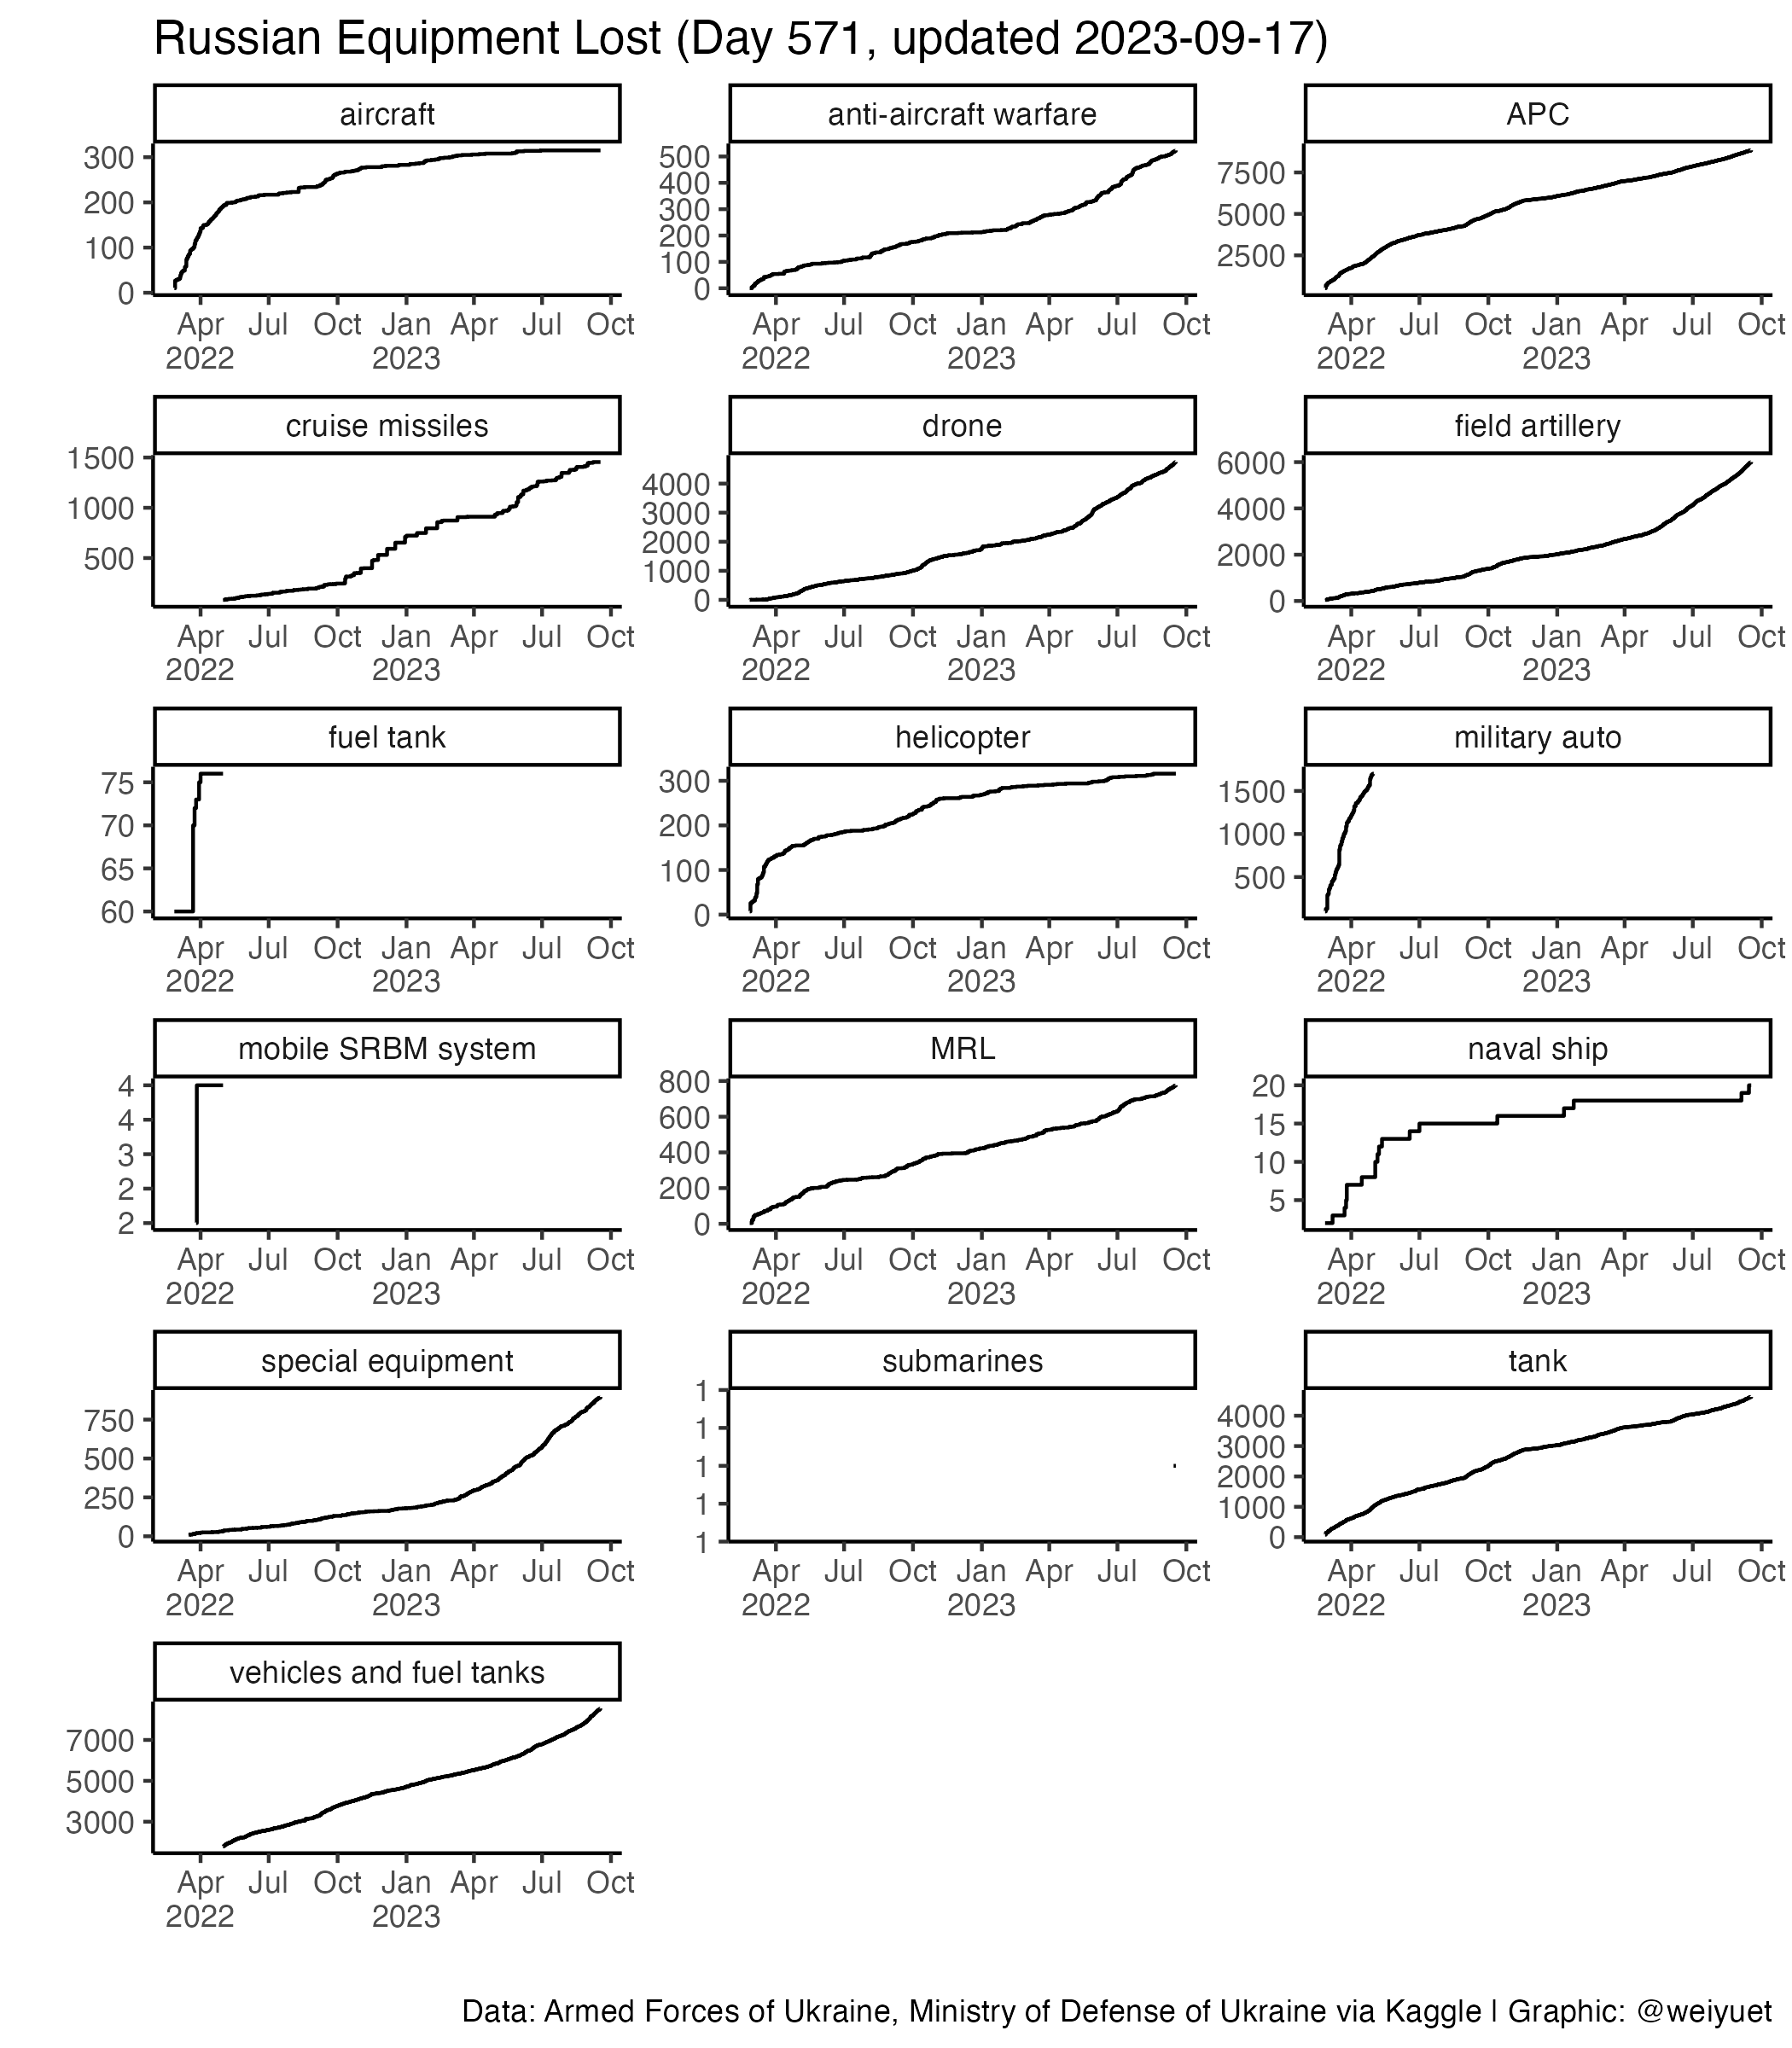 Russian Equipment Lost (Day 571, updated 2023-09-17)
aircraft
300
200
100
0
Apr Jul Oct Jan Apr Jul Oct
2022 2023
anti-aircraft warfare
500
400
300
200
100
0
Apr Jul Oct Jan Apr Jul Oct
2022 2023
APC
7500
5000
2500
Apr Jul Oct Jan Apr Jul Oct
2022 2023
cruise missiles
1500
1000
500
Apr Jul Oct Jan Apr Jul Oct
2022 2023
drone
4000
3000
2000
1000
0
Apr Jul Oct Jan Apr Jul Oct
2022 2023
field artillery
6000
4000
2000
0
Apr Jul Oct Jan Apr Jul Oct
2022 2023
fuel tank
75
70
65
60
Apr Jul Oct Jan Apr Jul Oct
2022 2023
helicopter
300
200
100
0
Apr Jul Oct Jan Apr Jul Oct
2022 2023
military auto
1500
1000
500
Apr Jul Oct Jan Apr Jul Oct
2022 2023
mobile SRBM system
4
4
3
2
2
Apr Jul Oct Jan Apr Jul Oct
2022 2023
MRL
800
600
400
200
0
Apr Jul Oct Jan Apr Jul Oct
2022 2023
naval ship
20
15
10
5
Apr Jul Oct Jan Apr Jul Oct
2022 2023
special equipment
750
500
250
0
Apr Jul Oct Jan Apr Jul Oct
2022 2023
submarines
1
1
1
1
1
Apr Jul Oct Jan Apr Jul Oct
2022 2023
tank
4000
3000
2000
1000
0
Apr Jul Oct Jan Apr Jul Oct
2022 2023
vehicles and fuel tanks
7000
5000
3000
Apr Jul Oct Jan Apr Jul Oct
2022 2023
Data: Armed Forces of Ukraine, Ministry of Defense of Ukraine via Kaggle | Graphic: @weiyuet